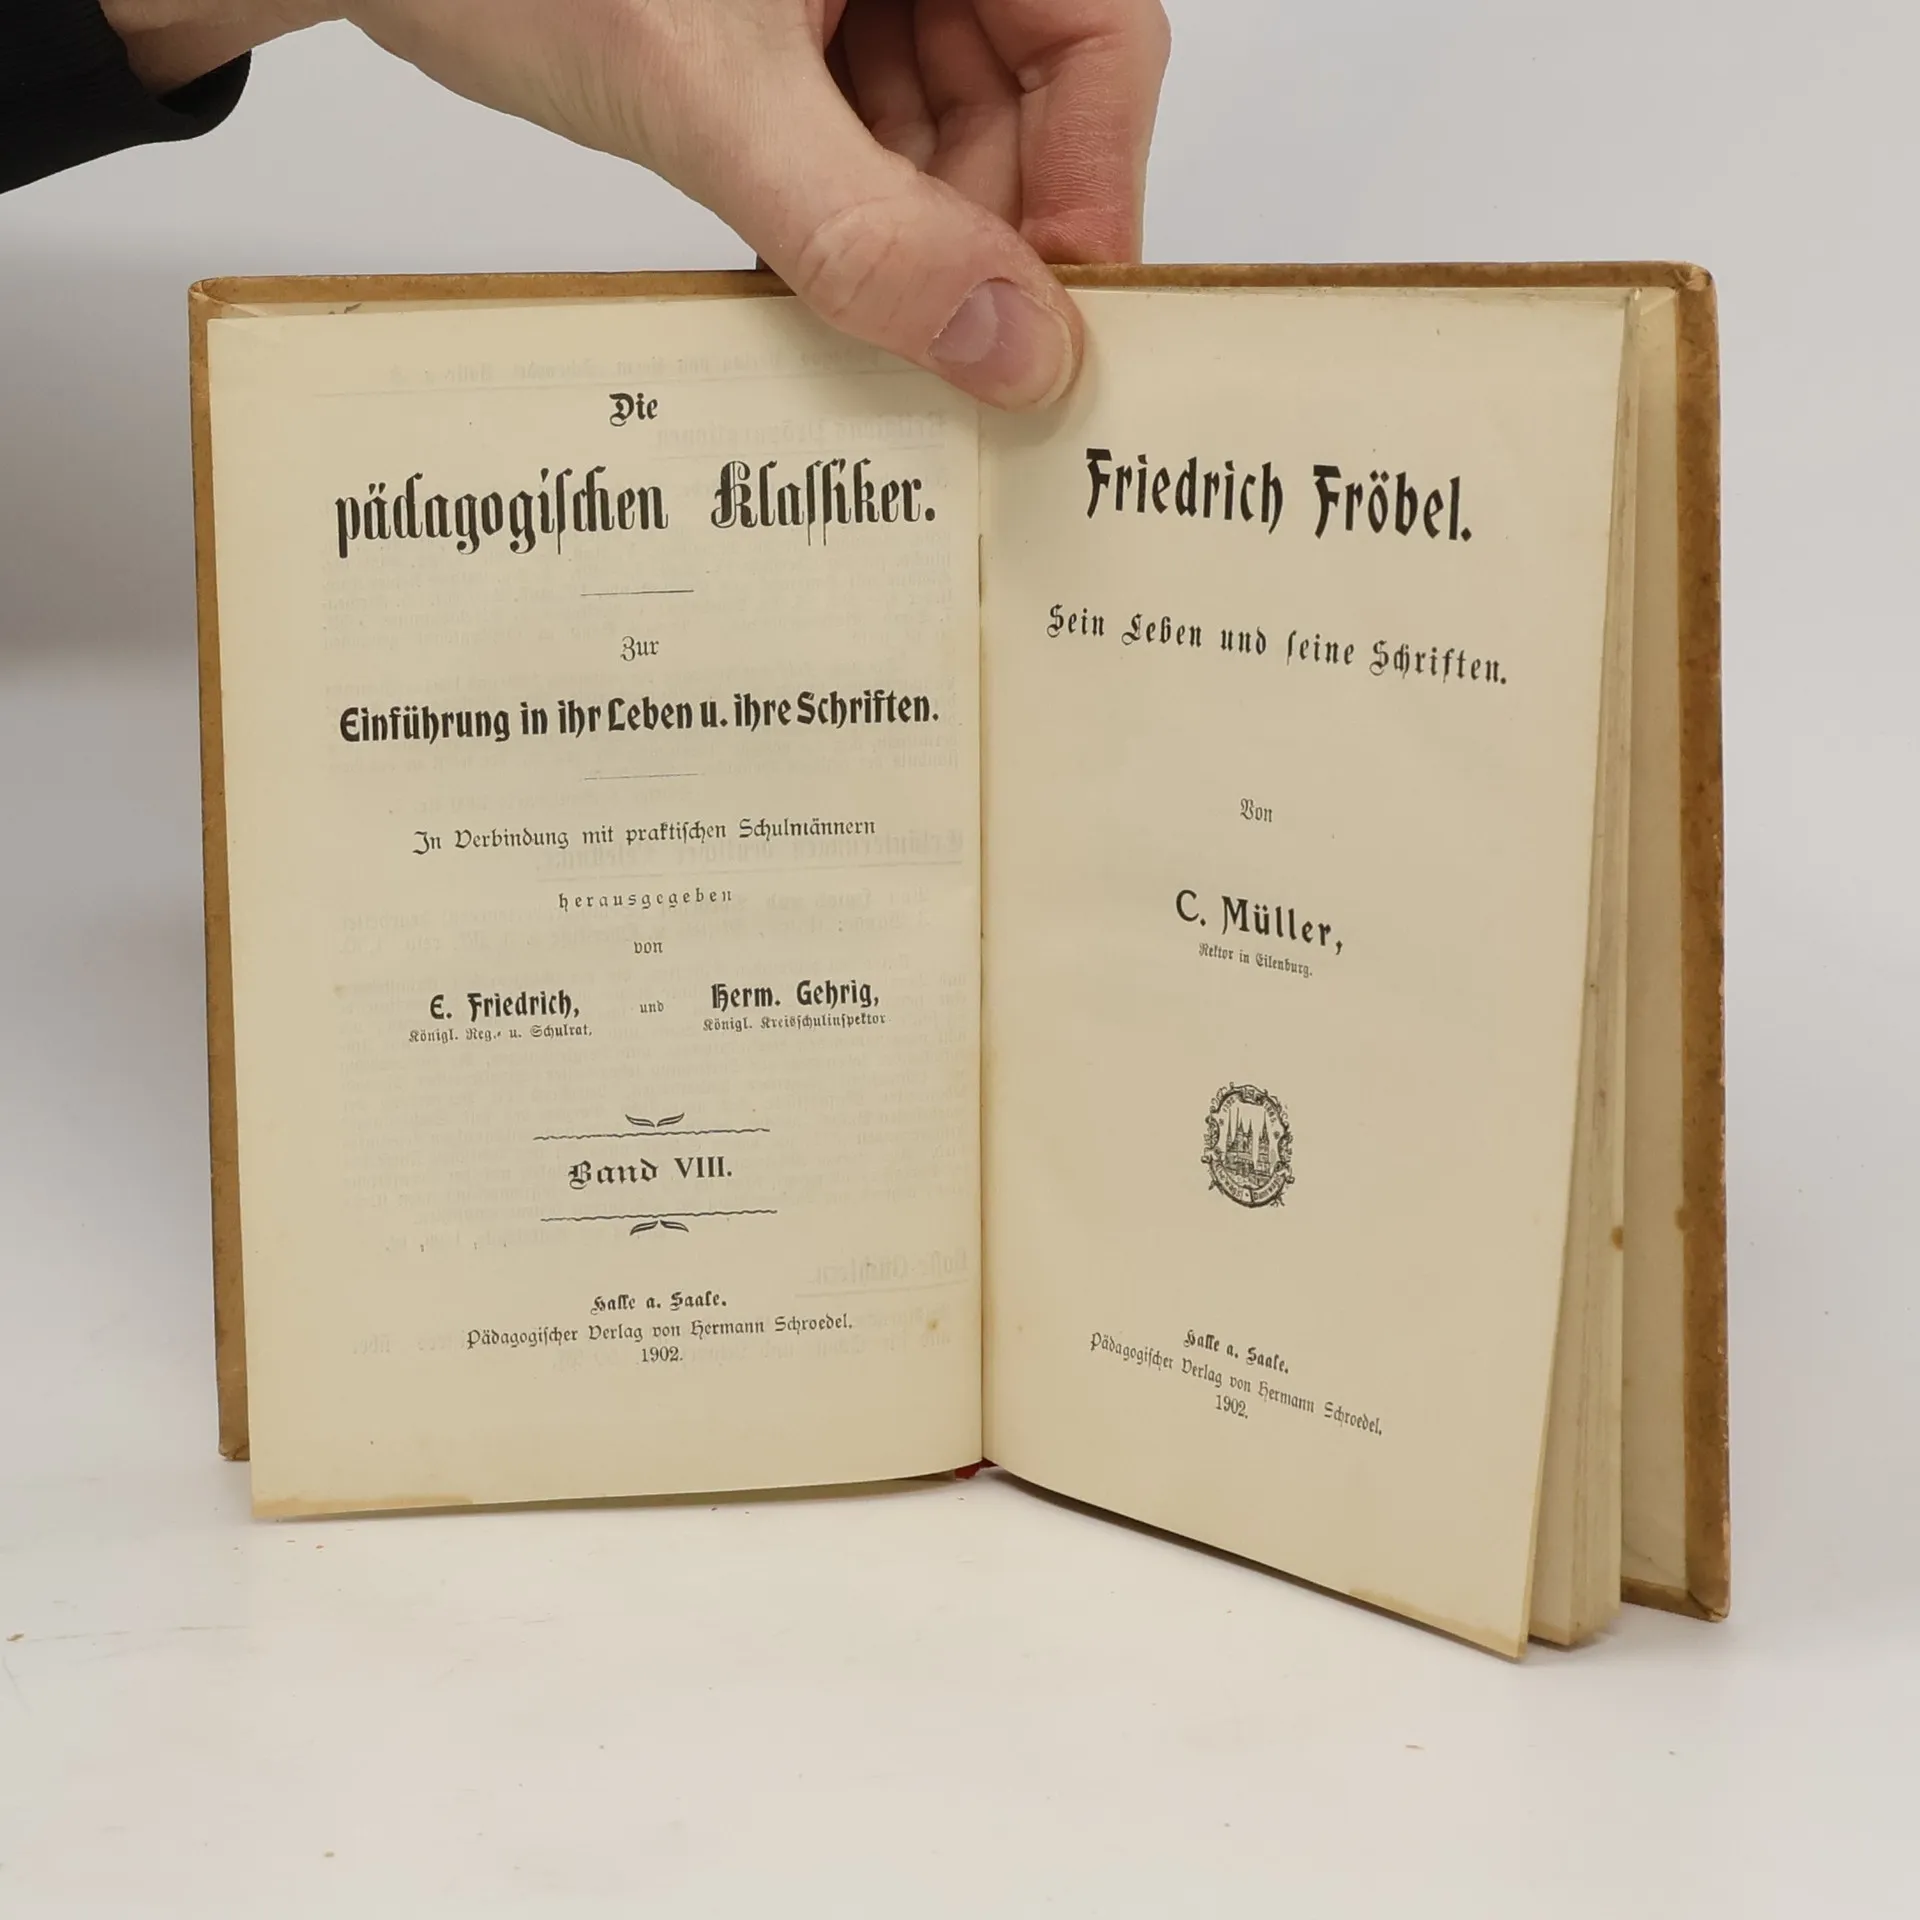 Die
pädagogiſchen Klaſſiker.
Zur
Einführung in ihr Leben u. ihre Schriften.
In Verbindung mit praktiſchen Schulmännern
herausgegeben
von
E. Friedrich, und Herm. Gehrig,
Königl. Reg.- u. Schulrat. Königl. Kreisſchulinſpektor
Band VIII.
Halle a. Saale.
Pädagogiſcher Verlag von Hermann Schroedel.
1902.
Friedrich Fröbel.
Sein Leben und ſeine Schriften.
Von
C. Müller,
Rektor in Eilenburg.
Halle a. Saale.
Pädagogiſcher Verlag von Hermann Schroedel.
1902.